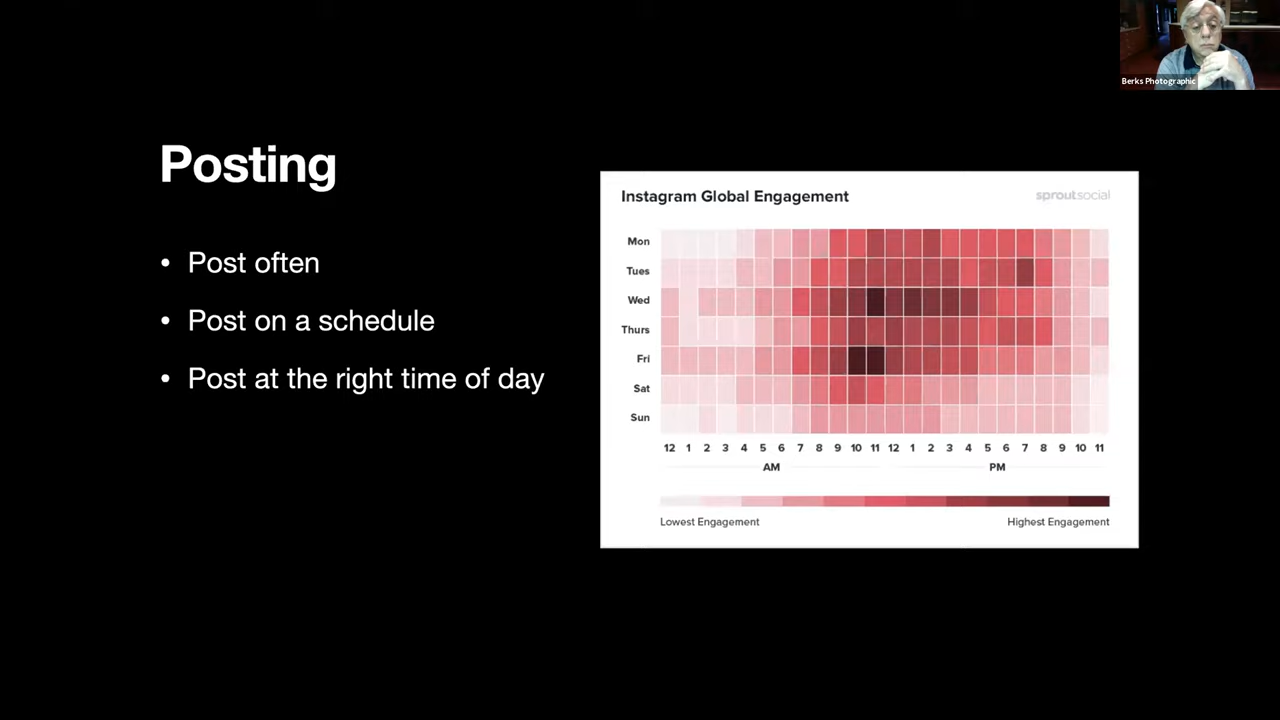 Berks Photographic
Posting
• Post often
• Post on a schedule
• Post at the right time of day
Instagram Global Engagement
sproutsocial
Mon
Tues
Wed
Thurs
Fri
Sat
Sun
12 1 2 3 4 5 6 7 8 9 10 11 12 1 2 3 4 5 6 7 8 9 10 11
AM PM
Lowest Engagement Highest Engagement